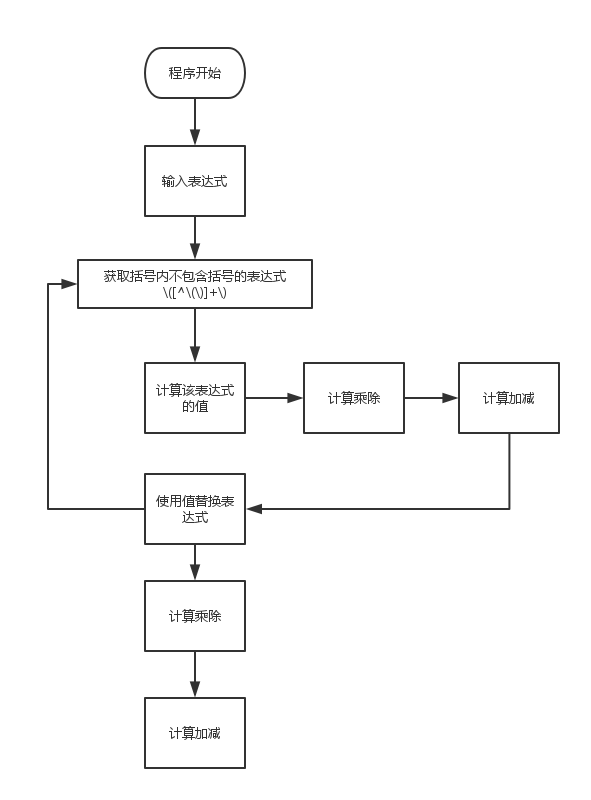 程序开始
输入表达式
获取括号内不包含括号的表达式
\([^\(\)]+\)
计算该表达式
的值
计算乘除
计算加减
使用值替换表
达式
计算乘除
计算加减